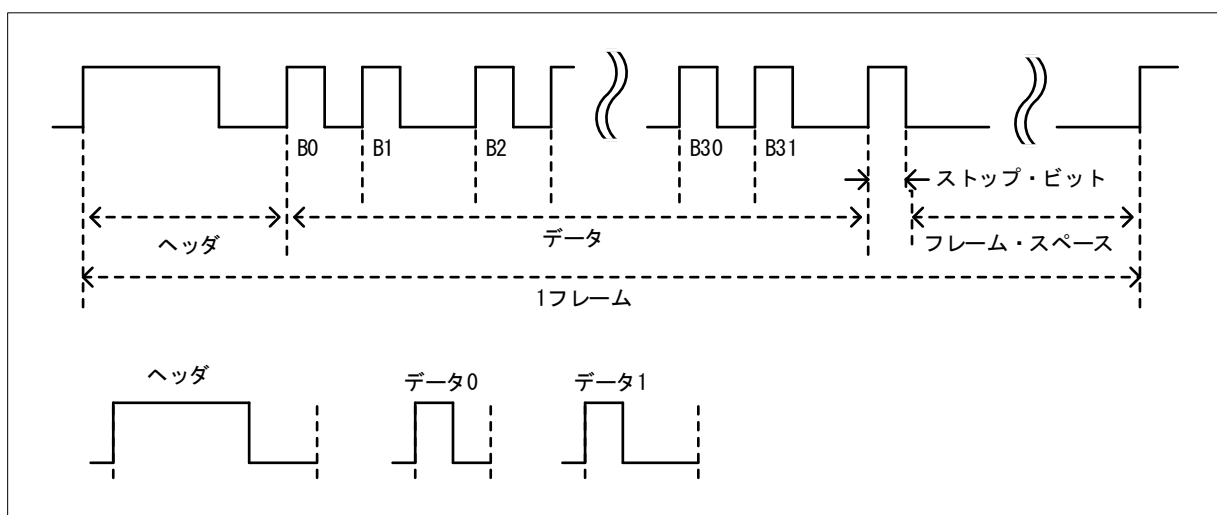 B0
B1
B2
B30
B31
ストップ・ビット
ヘッダ
データ
フレーム・スペース
1フレーム
ヘッダ
データ0
データ1